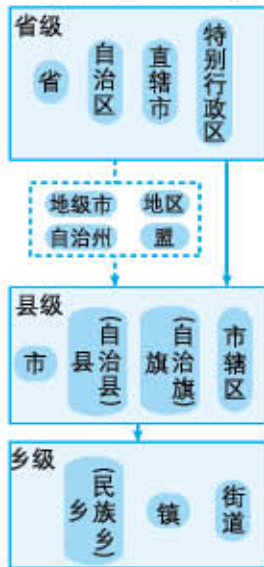 省级
省
自治区
直辖市
特别行政区
地级市
地区
自治州
盟
县级
市
县(自治县)
旗(自治旗)
市辖区
乡级
乡(民族乡)
镇
街道